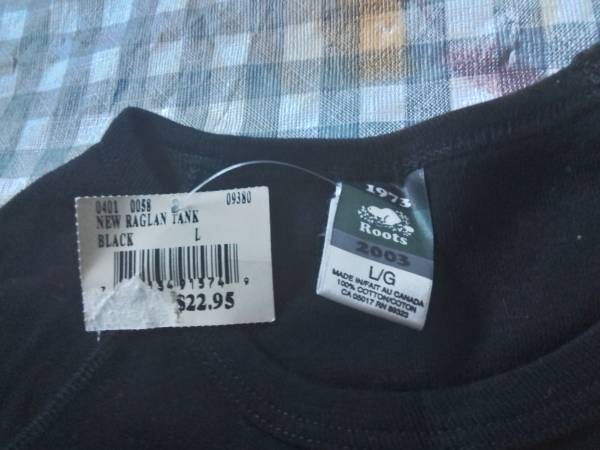 0401 0058 09380
NEW RAGLAN TANK
BLACK L
$22.95
1973
Roots
2003
L/G
MADE IN/FAIT AU CANADA
100% COTTON/COTON
CA 05017 RN 89323